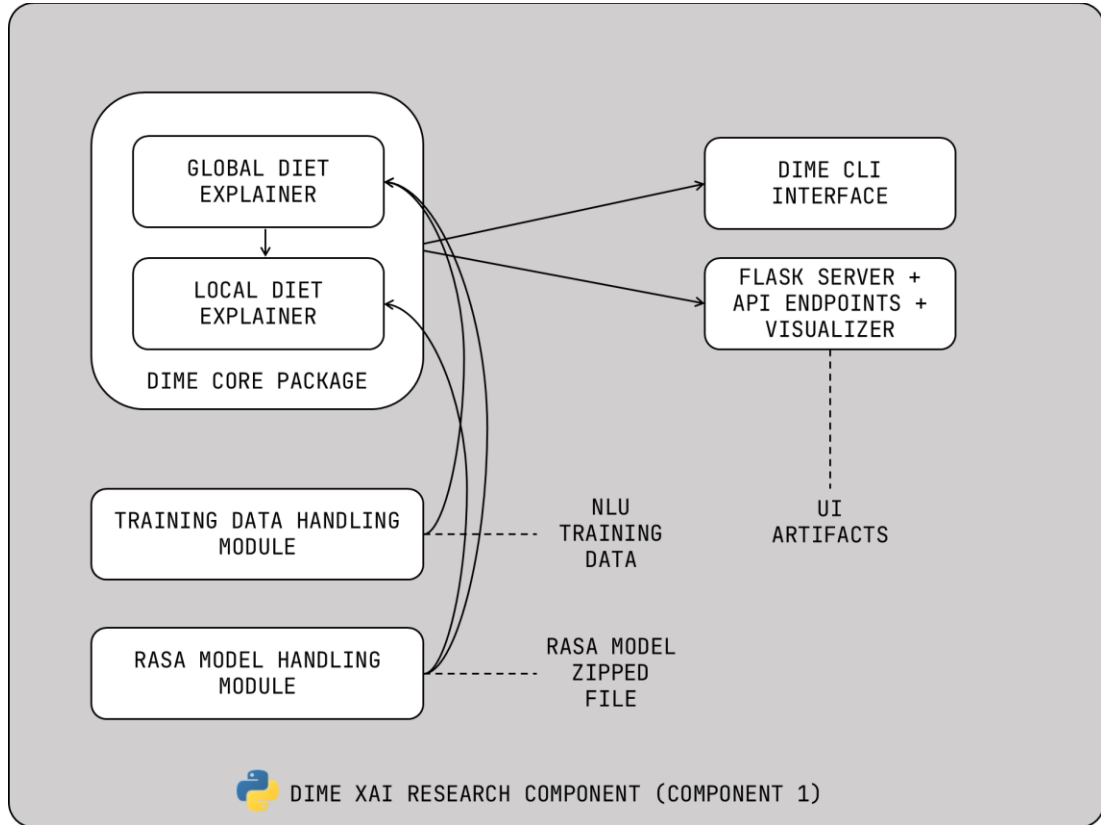 GLOBAL DIET
EXPLAINER
LOCAL DIET
EXPLAINER
DIME CORE PACKAGE
DIME CLI
INTERFACE
FLASK SERVER +
API ENDPOINTS +
VISUALIZER
UI
ARTIFACTS
TRAINING DATA HANDLING
MODULE
NLU
TRAINING
DATA
RASA MODEL HANDLING
MODULE
RASA MODEL
ZIPPED
FILE
DIME XAI RESEARCH COMPONENT (COMPONENT 1)